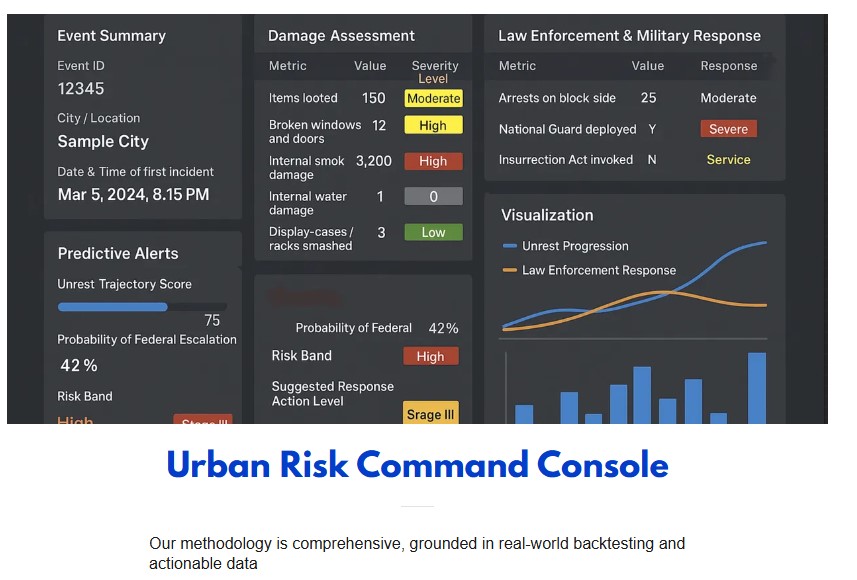 Event Summary
Event ID
12345
City / Location
Sample City
Date & Time of first incident
Mar 5, 2024, 8.15 PM
Predictive Alerts
Unrest Trajectory Score
75
Probability of Federal Escalation
42 %
Risk Band
High
Stage III
Damage Assessment
Metric Value Severity
Level
Items looted 150 Moderate
Broken windows 12 High
and doors
Internal smok 3,200 High
damage
Internal water 1 0
damage
Display-cases / 3 Low
racks smashed
Probability of Federal 42%
Risk Band High
Suggested Response
Action Level
Srage III
Law Enforcement & Military Response
Metric Value Response
Arrests on block side 25 Moderate
National Guard deployed Y Severe
Insurrection Act invoked N Service
Visualization
Unrest Progression
Law Enforcement Response
Urban Risk Command Console
Our methodology is comprehensive, grounded in real-world backtesting and
actionable data